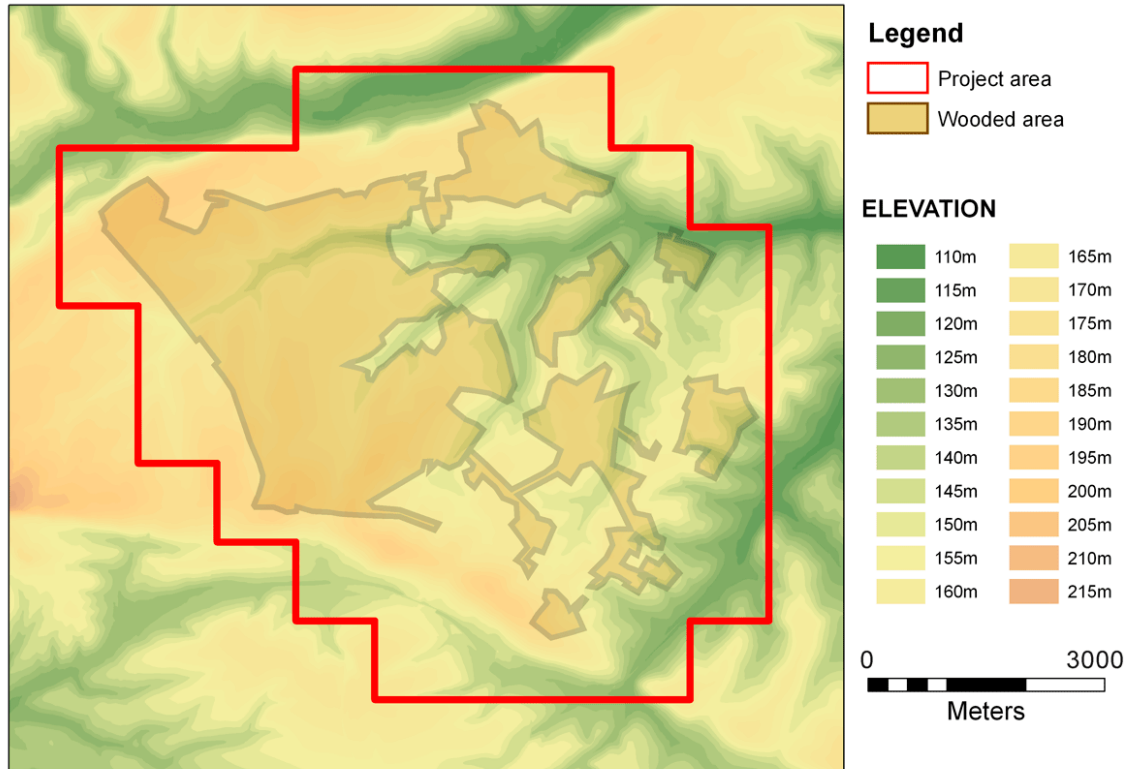 Legend
Project area
Wooded area
ELEVATION
110m 165m
115m 170m
120m 175m
125m 180m
130m 185m
135m 190m
140m 195m
145m 200m
150m 205m
155m 210m
160m 215m
0 3000
Meters